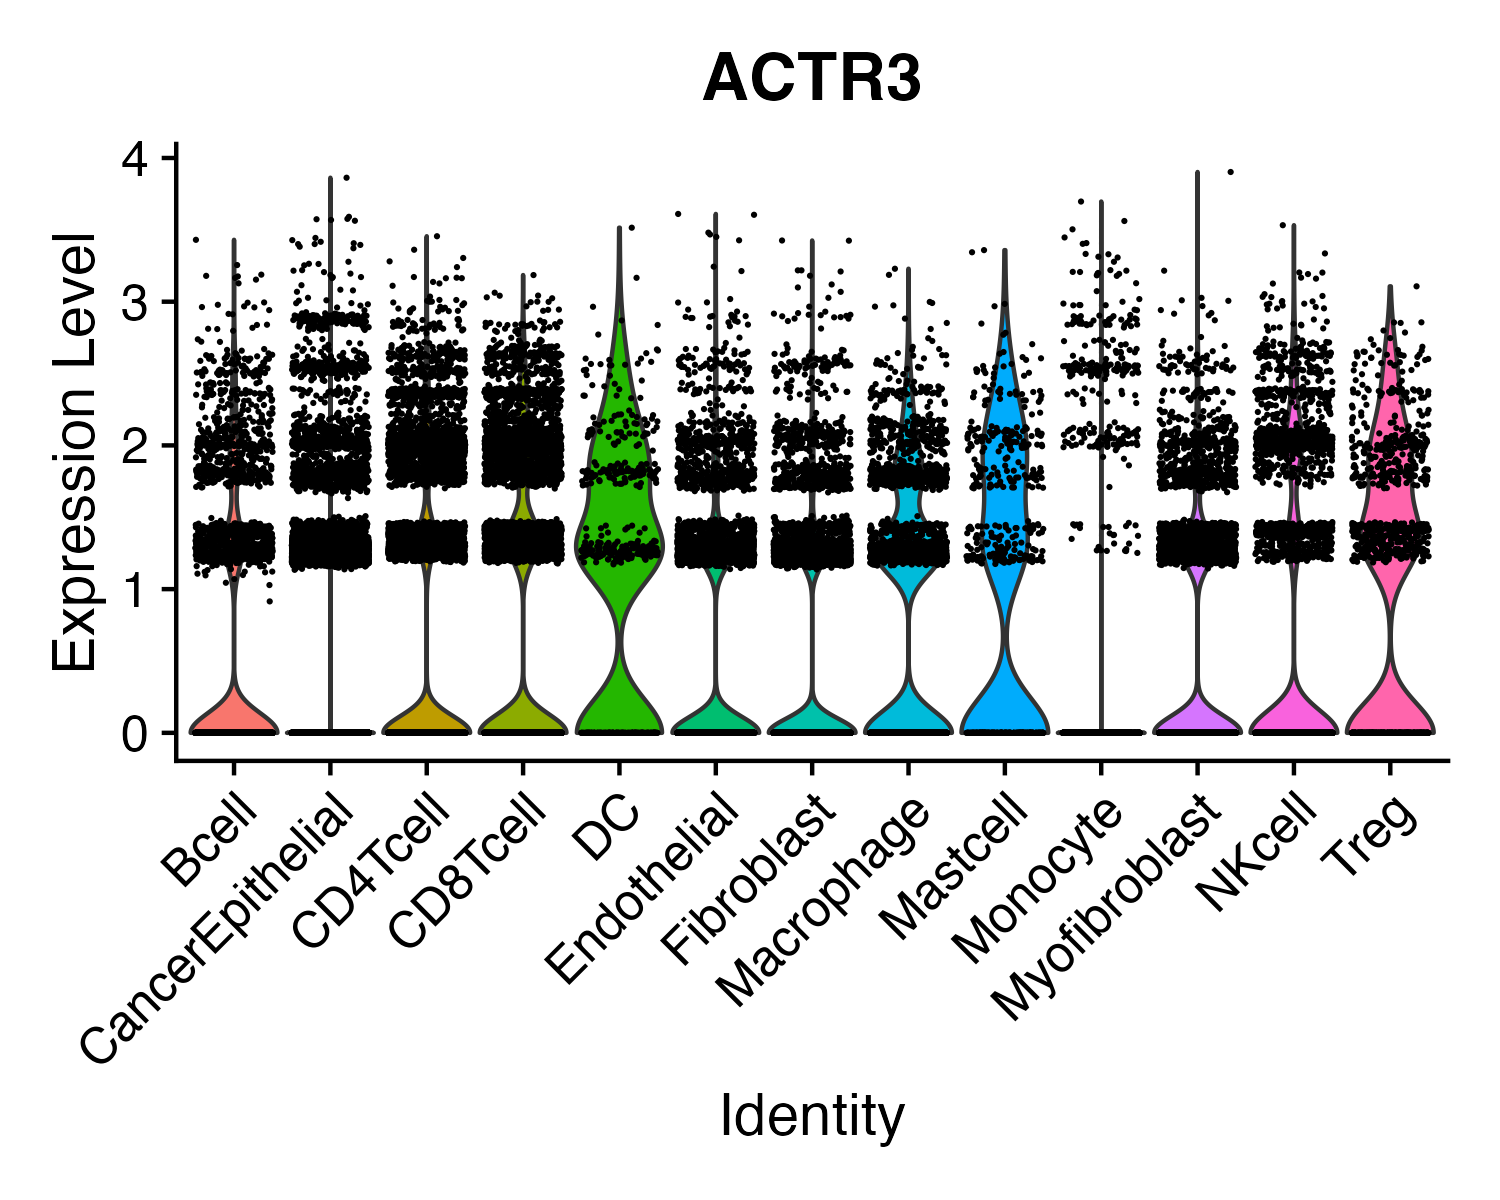 ACTR3
Expression Level
4
3
2
1
0
Bcell
CancerEpithelial
CD4Tcell
CD8Tcell
DC
Endothelial
Fibroblast
Macrophage
Mastcell
Monocyte
Myofibroblast
NKcell
Treg
Identity